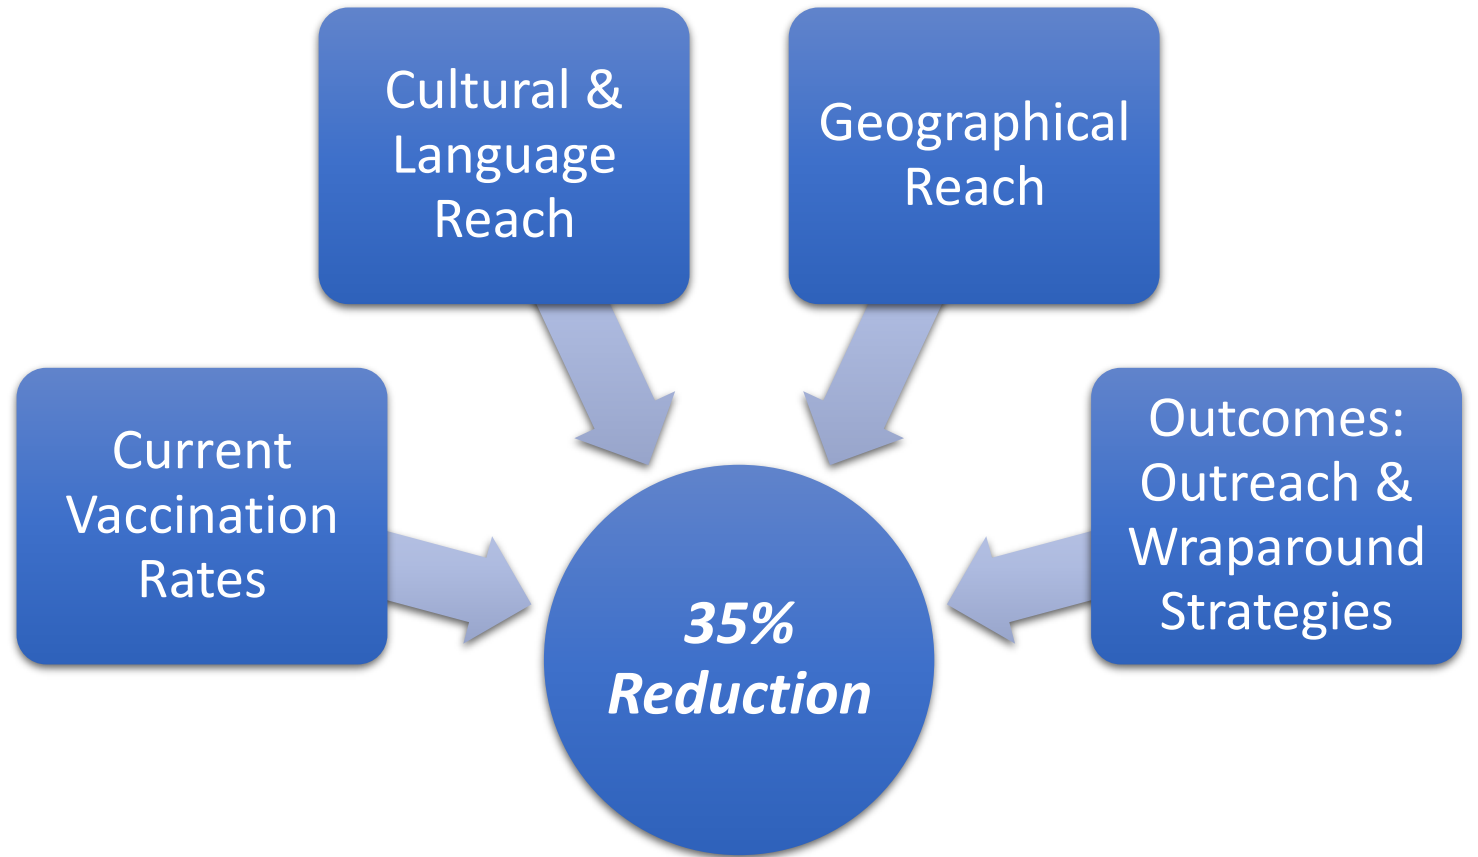 Cultural &
Language
Reach
Geographical
Reach
Current
Vaccination
Rates
Outcomes:
Outreach &
Wraparound
Strategies
35%
Reduction